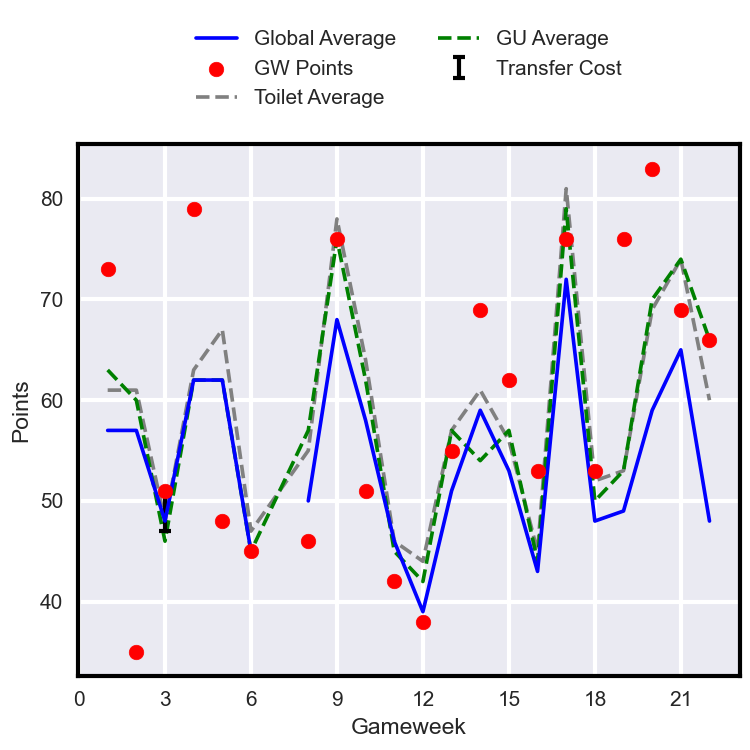 Global Average
GU Average
GW Points
Transfer Cost
Toilet Average
80
70
60
50
40
Points
0 3 6 9 12 15 18 21
Gameweek